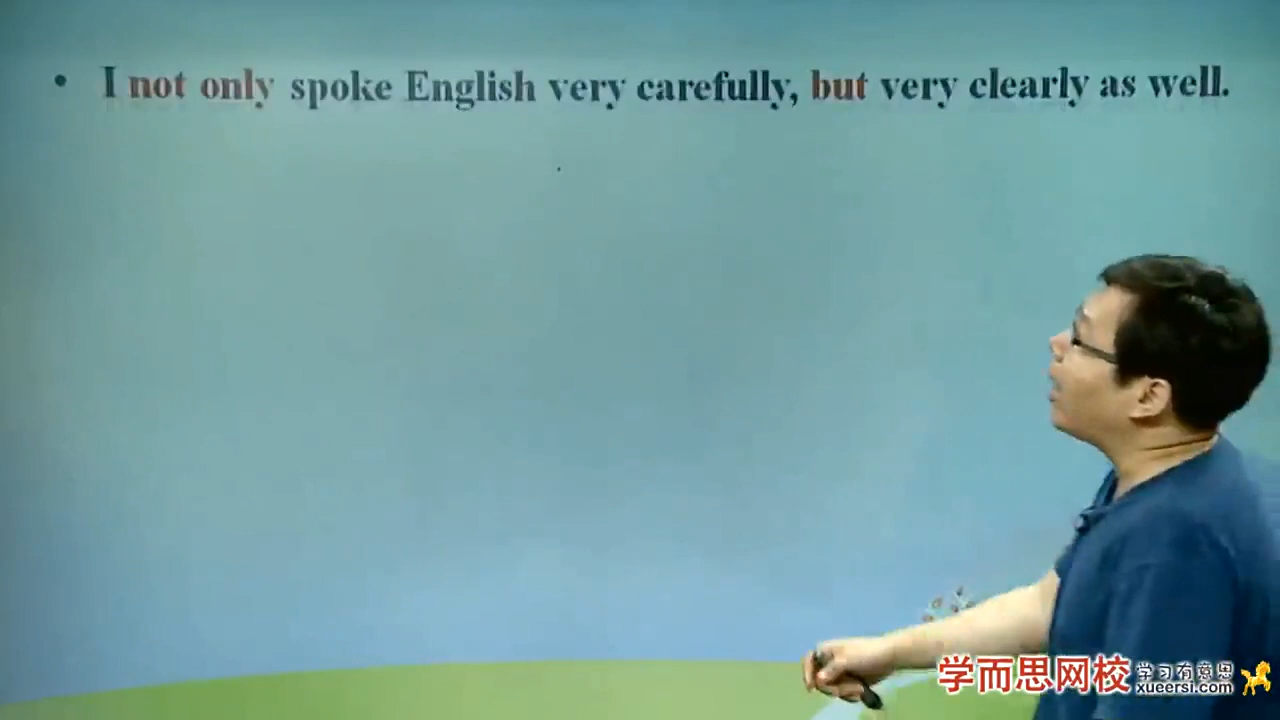 • I not only spoke English very carefully, but very clearly as well.
学而思网校
学习有意思
xueersi.com